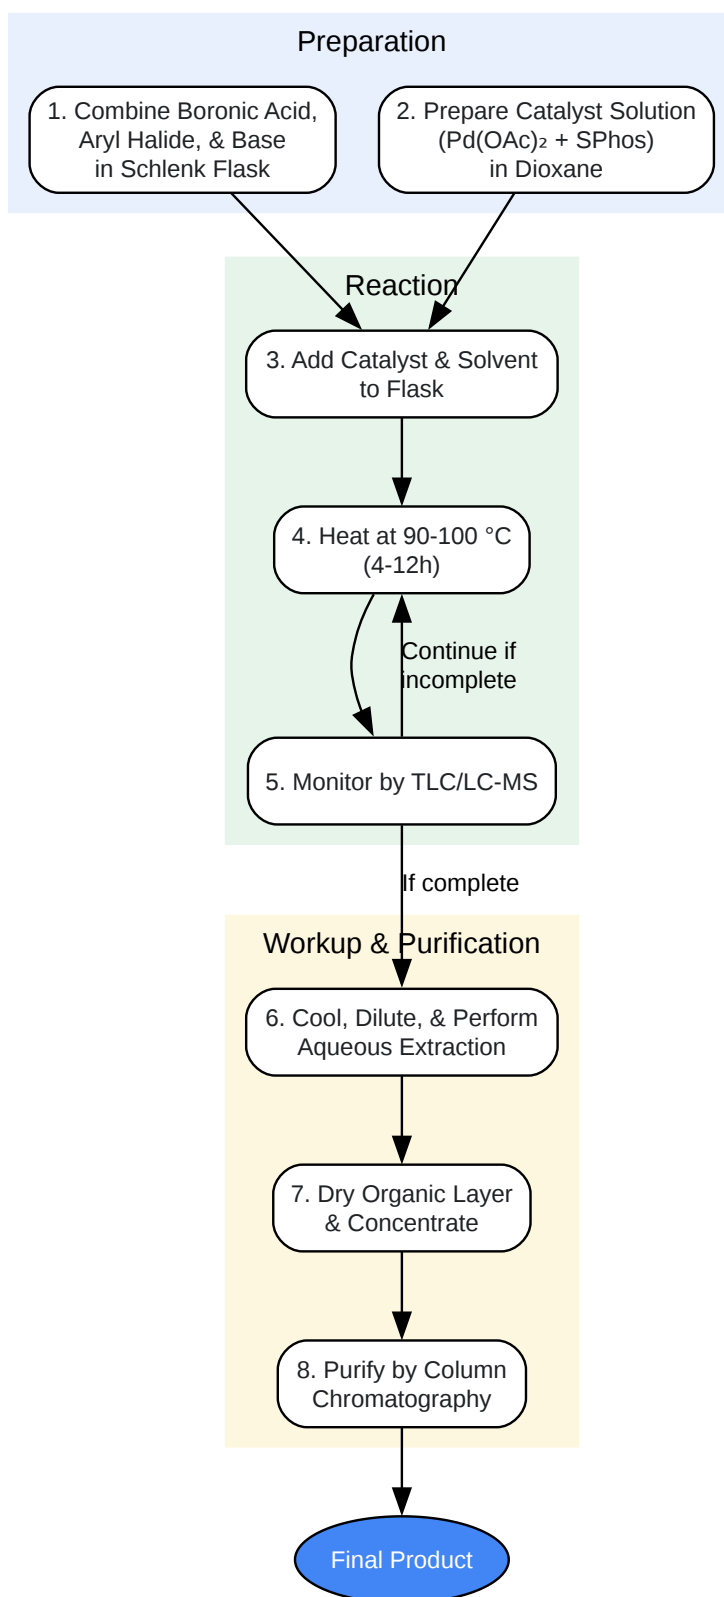 Preparation
1. Combine Boronic Acid,
Aryl Halide, & Base
in Schlenk Flask
2. Prepare Catalyst Solution
(Pd(OAc)₂ + SPhos)
in Dioxane
Reaction
3. Add Catalyst & Solvent
to Flask
4. Heat at 90-100 °C
(4-12h)
Continue if
incomplete
5. Monitor by TLC/LC-MS
If complete
Workup & Purification
6. Cool, Dilute, & Perform
Aqueous Extraction
7. Dry Organic Layer
& Concentrate
8. Purify by Column
Chromatography
Final Product